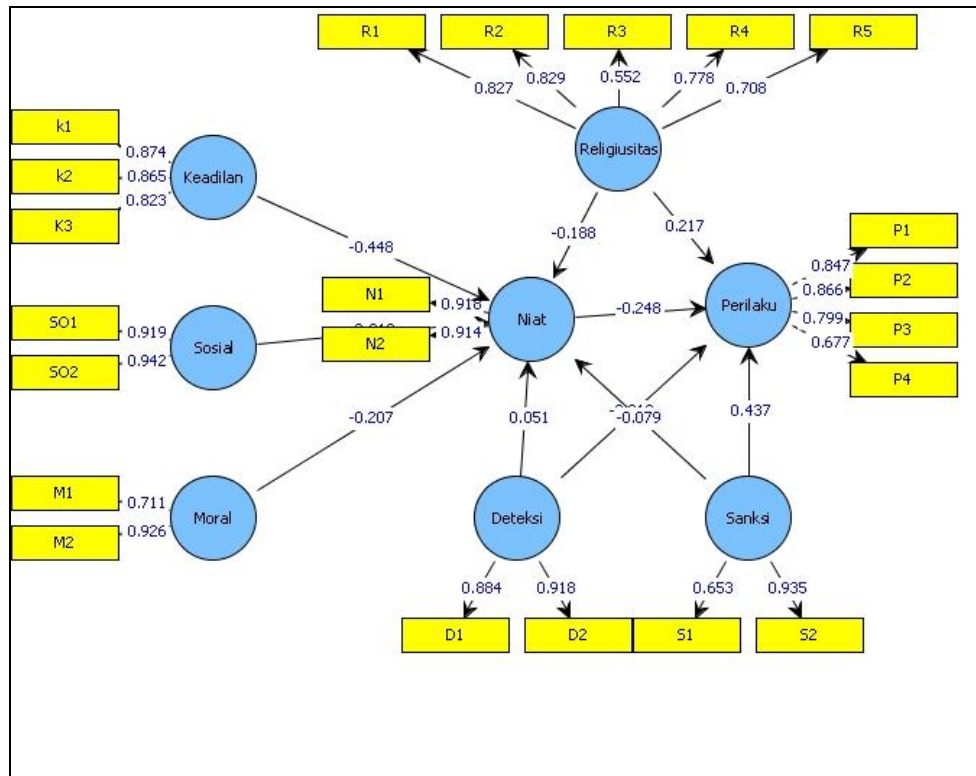 R1
R2
R3
R4
R5
0.827
0.829
0.552
0.778
0.708
k1
0.874
k2
0.865
K3
0.823
Keadilan
Religiusitas
-0.448
-0.188
0.217
P1
0.847
P2
0.866
P3
0.799
P4
0.677
N1
0.918
N2
0.914
Niat
-0.248
Perilaku
SO1
0.919
SO2
0.942
Sosial
-0.207
0.051
-0.079
0.437
M1
0.711
M2
0.926
Moral
Deteksi
Sanksi
0.884
0.918
0.653
0.935
D1
D2
S1
S2